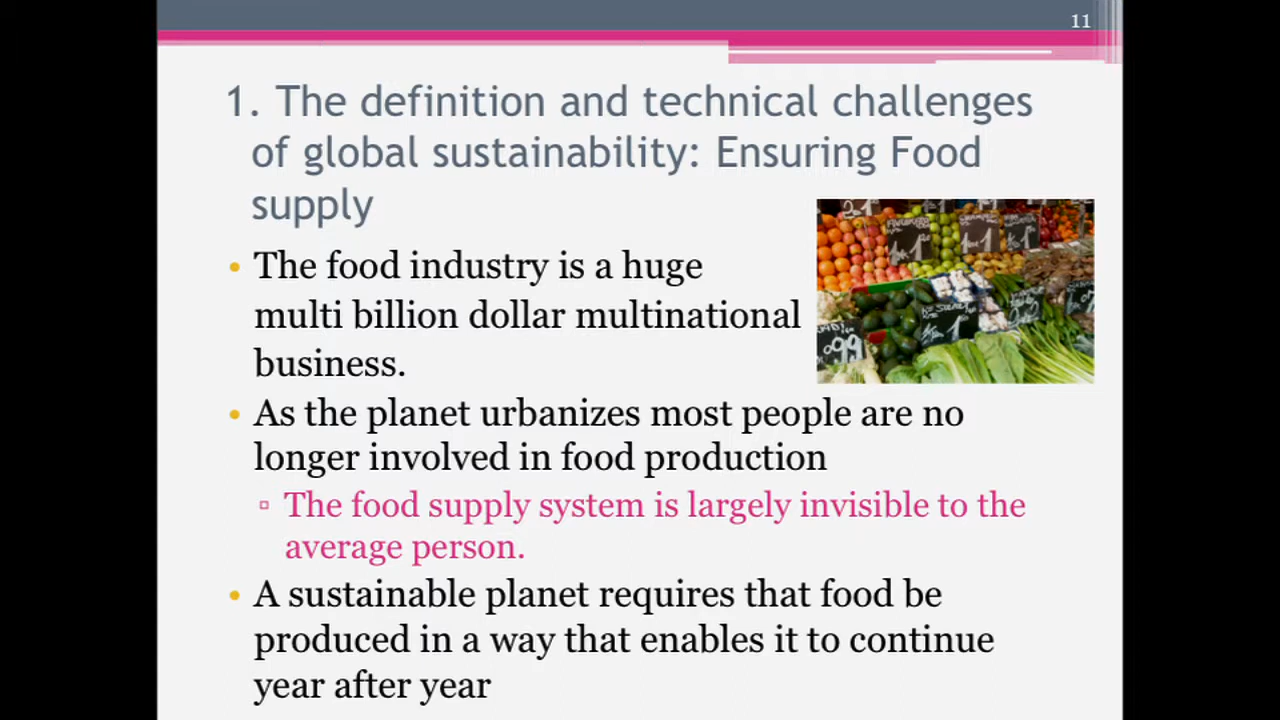 11
1. The definition and technical challenges
of global sustainability: Ensuring Food
supply
• The food industry is a huge
multi billion dollar multinational
business.
099
• As the planet urbanizes most people are no
longer involved in food production
▫ The food supply system is largely invisible to the
average person.
• A sustainable planet requires that food be
produced in a way that enables it to continue
year after year